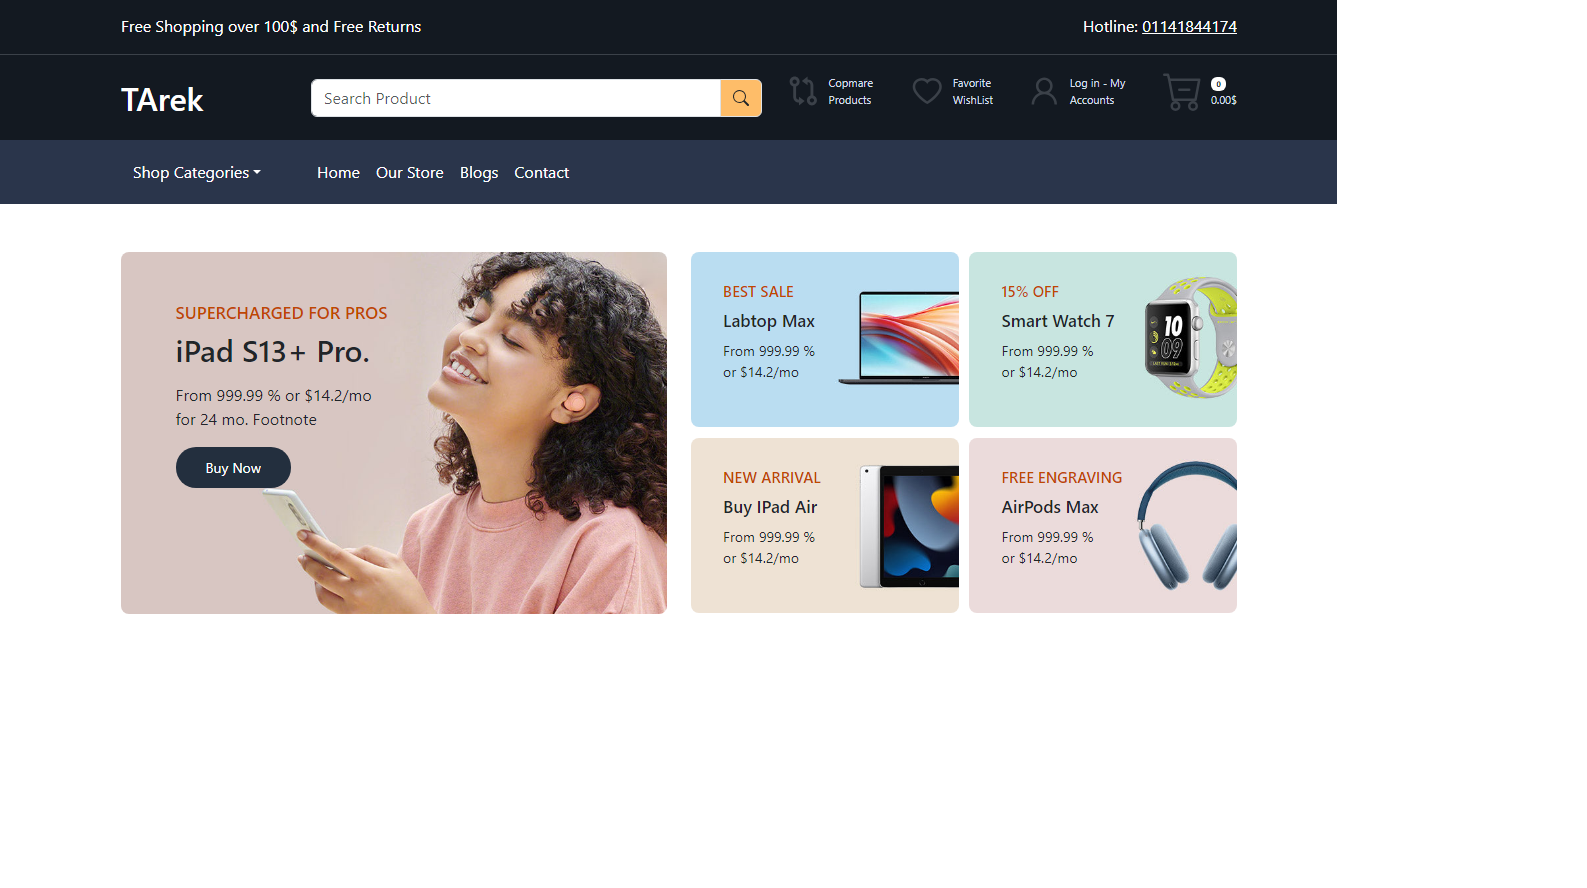 Free Shopping over 100$ and Free Returns
Hotline: 01141844174
TArek
Search Product
Copmare
Products
Favorite
WishList
Log in - My
Accounts
0
0.00$
Shop Categories
Home
Our Store
Blogs
Contact
SUPERCHARGED FOR PROS
iPad S13+ Pro.
From 999.99 % or $14.2/mo
for 24 mo. Footnote
Buy Now
BEST SALE
Labtop Max
From 999.99 %
or $14.2/mo
15% OFF
Smart Watch 7
From 999.99 %
or $14.2/mo
10
09
NEW ARRIVAL
Buy IPad Air
From 999.99 %
or $14.2/mo
FREE ENGRAVING
AirPods Max
From 999.99 %
or $14.2/mo